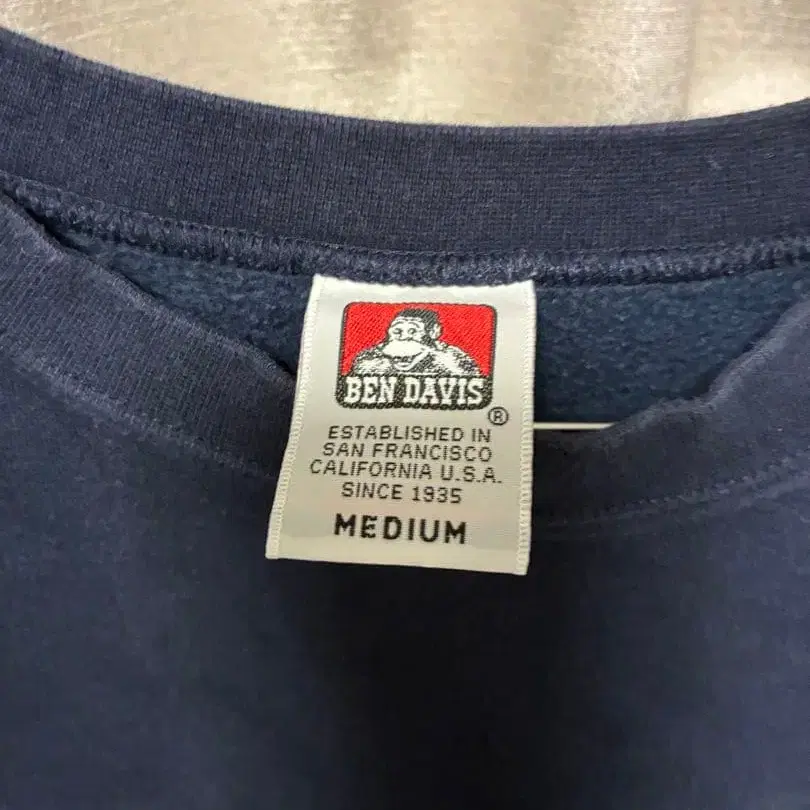 BEN DAVIS
®
ESTABLISHED IN
SAN FRANCISCO
CALIFORNIA U.S.A.
SINCE 1935
MEDIUM